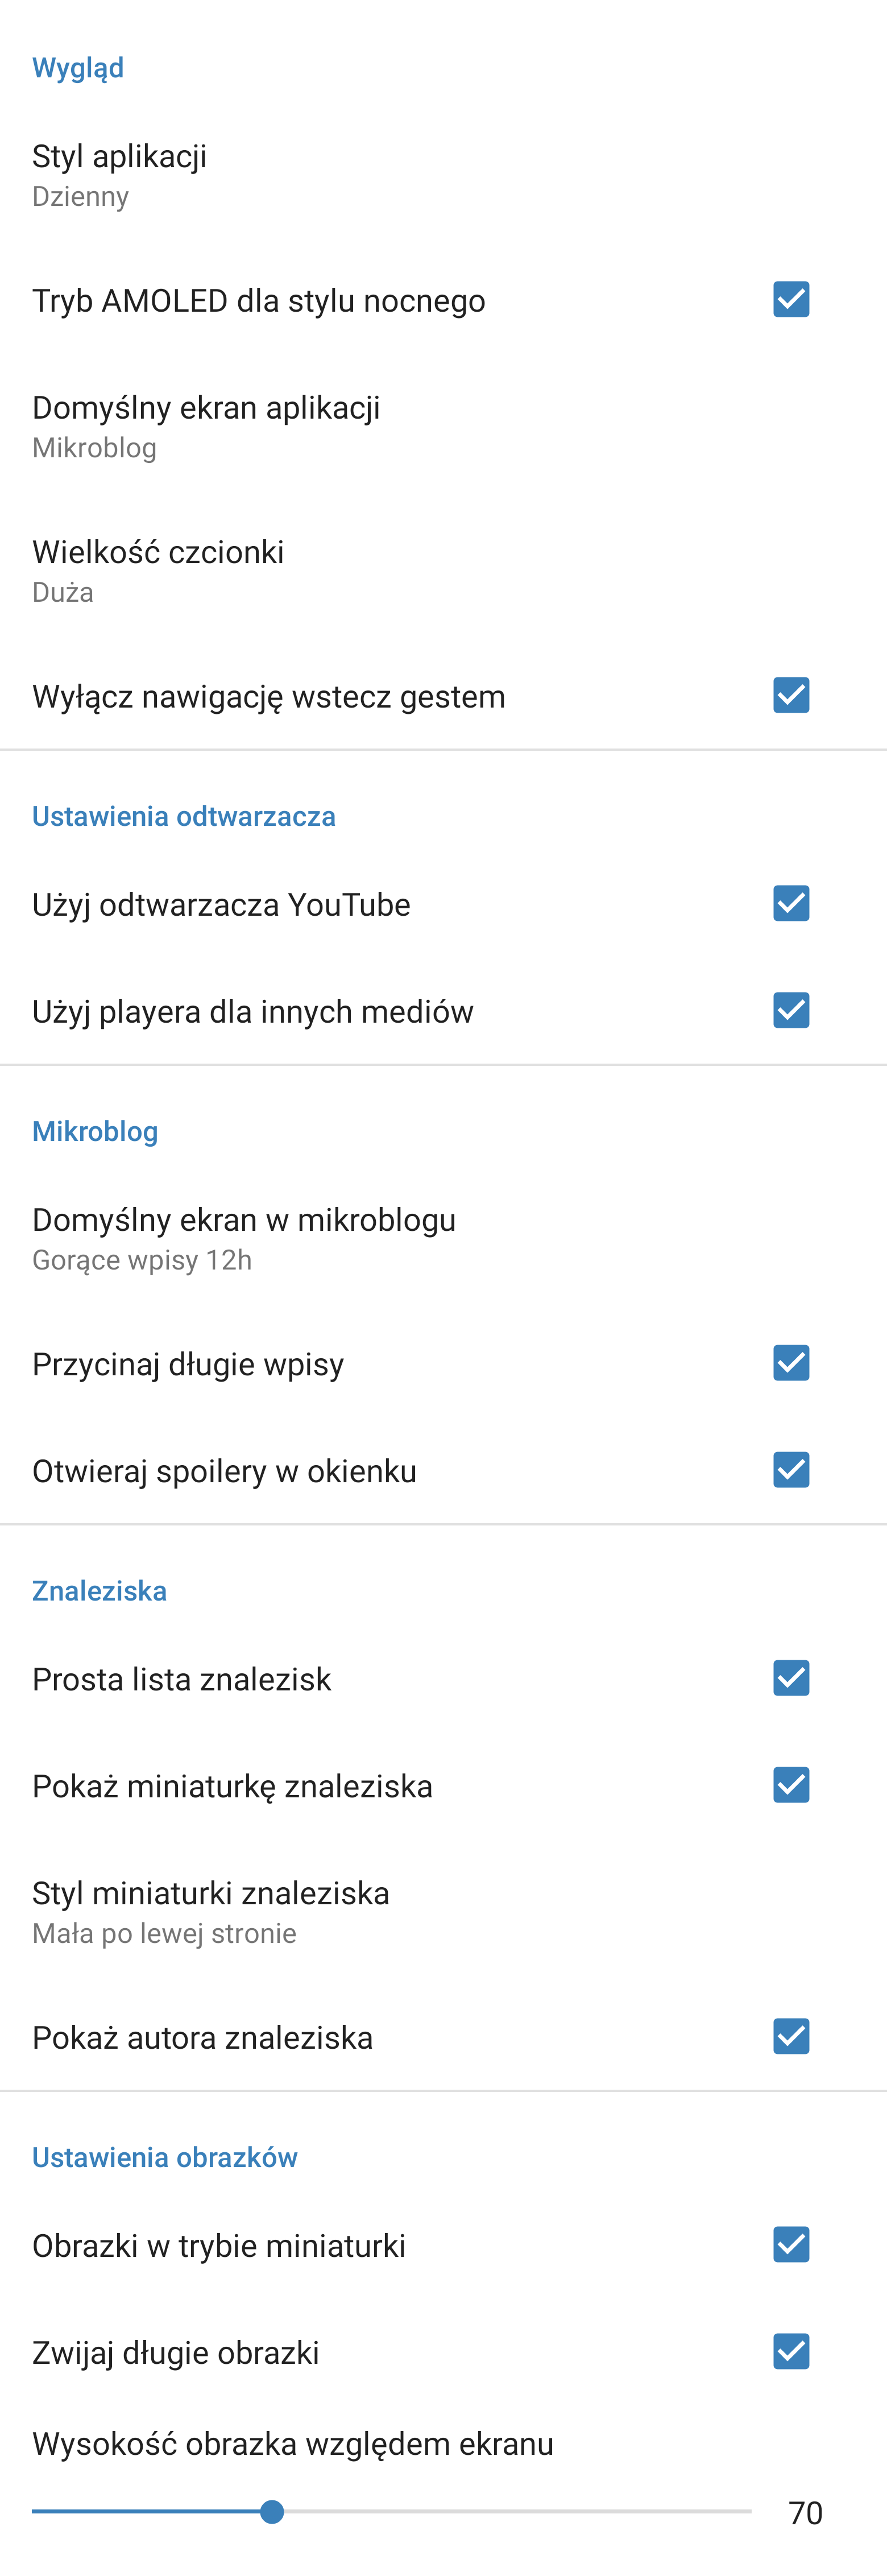 Wygląd
Styl aplikacji
Dzienny
Tryb AMOLED dla stylu nocnego
Domyślny ekran aplikacji
Mikroblog
Wielkość czcionki
Duża
Wyłącz nawigację wstecz gestem
Ustawienia odtwarzacza
Użyj odtwarzacza YouTube
Użyj playera dla innych mediów
Mikroblog
Domyślny ekran w mikroblogu
Gorące wpisy 12h
Przycinaj długie wpisy
Otwieraj spoilery w okienku
Znaleziska
Prosta lista znalezisk
Pokaż miniaturkę znaleziska
Styl miniaturki znaleziska
Mała po lewej stronie
Pokaż autora znaleziska
Ustawienia obrazków
Obrazki w trybie miniaturki
Zwijaj długie obrazki
Wysokość obrazka względem ekranu
70